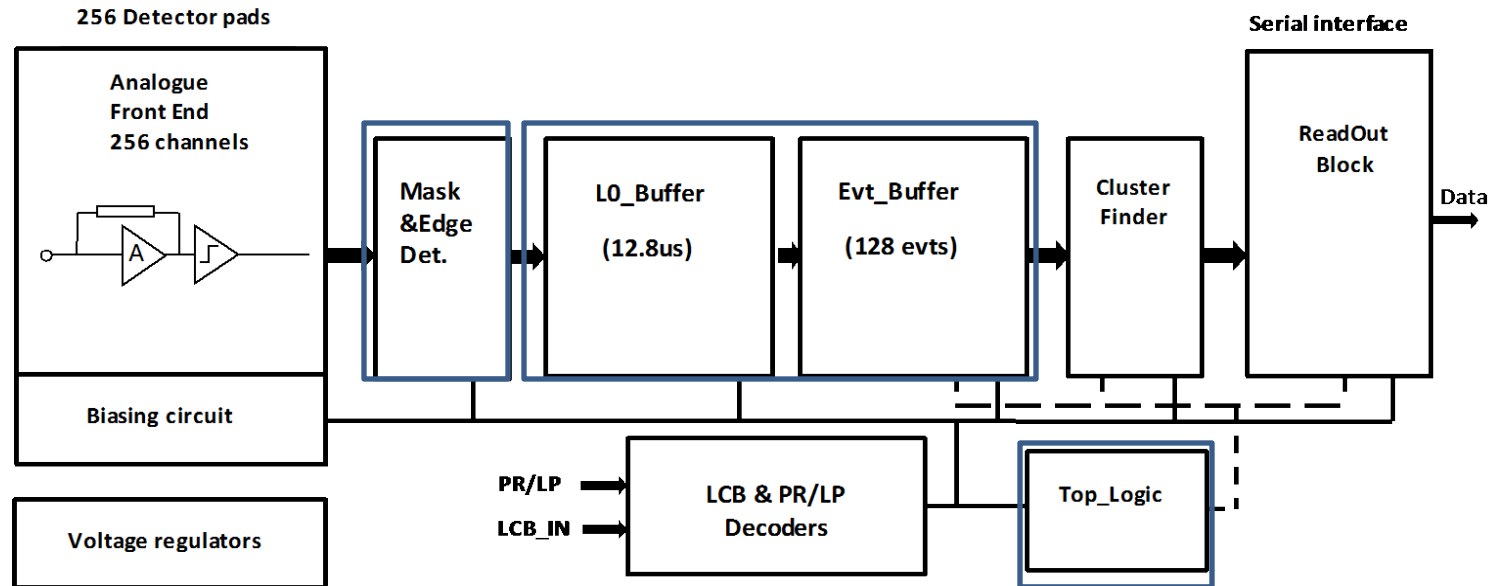 256 Detector pads
Serial interface
Analogue
Front End
256 channels
A
Mask
&Edge
Det.
L0_Buffer
(12.8us)
Evt_Buffer
(128 evts)
Cluster
Finder
ReadOut
Block
Data
Biasing circuit
PR/LP
LCB_IN
LCB & PR/LP
Decoders
Top_Logic
Voltage regulators